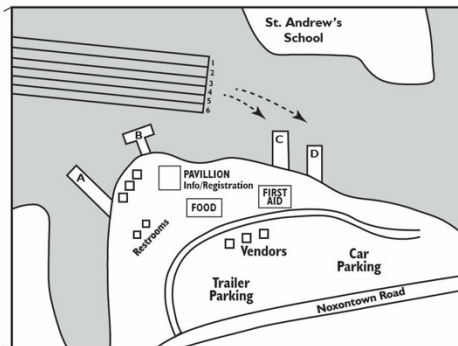 St. Andrew's
School
1
2
3
4
5
6
A
B
C
D
PAVILLION
Info/Registration
FIRST
AID
FOOD
Restrooms
Vendors
Car
Parking
Trailer
Parking
Noxontown Road